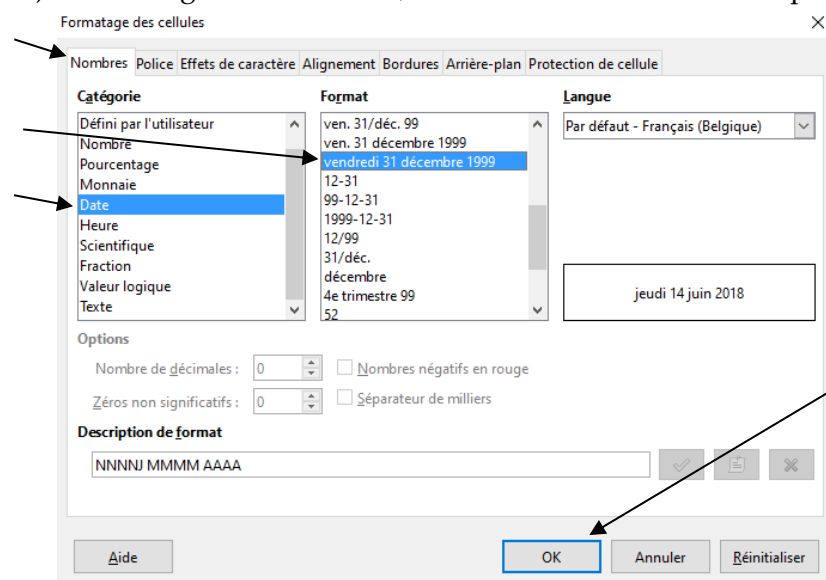 Formatage des cellules
Nombres Police Effets de caractère Alignement Bordures Arrière-plan Protection de cellule
Catégorie
Défini par l'utilisateur
Nombre
Pourcentage
Monnaie
Date
Heure
Scientifique
Fraction
Valeur logique
Texte
Format
ven. 31/déc. 99
ven. 31 décembre 1999
vendredi 31 décembre 1999
12-31
99-12-31
1999-12-31
12/99
31/déc.
décembre
4e trimestre 99
52
Langue
Par défaut - Français (Belgique)
jeudi 14 juin 2018
Options
Nombre de décimales : 0
Nombres négatifs en rouge
Zéros non significatifs : 0
Séparateur de milliers
Description de format
NNNNJ MMMM AAAA
Aide OK Annuler Réinitialiser